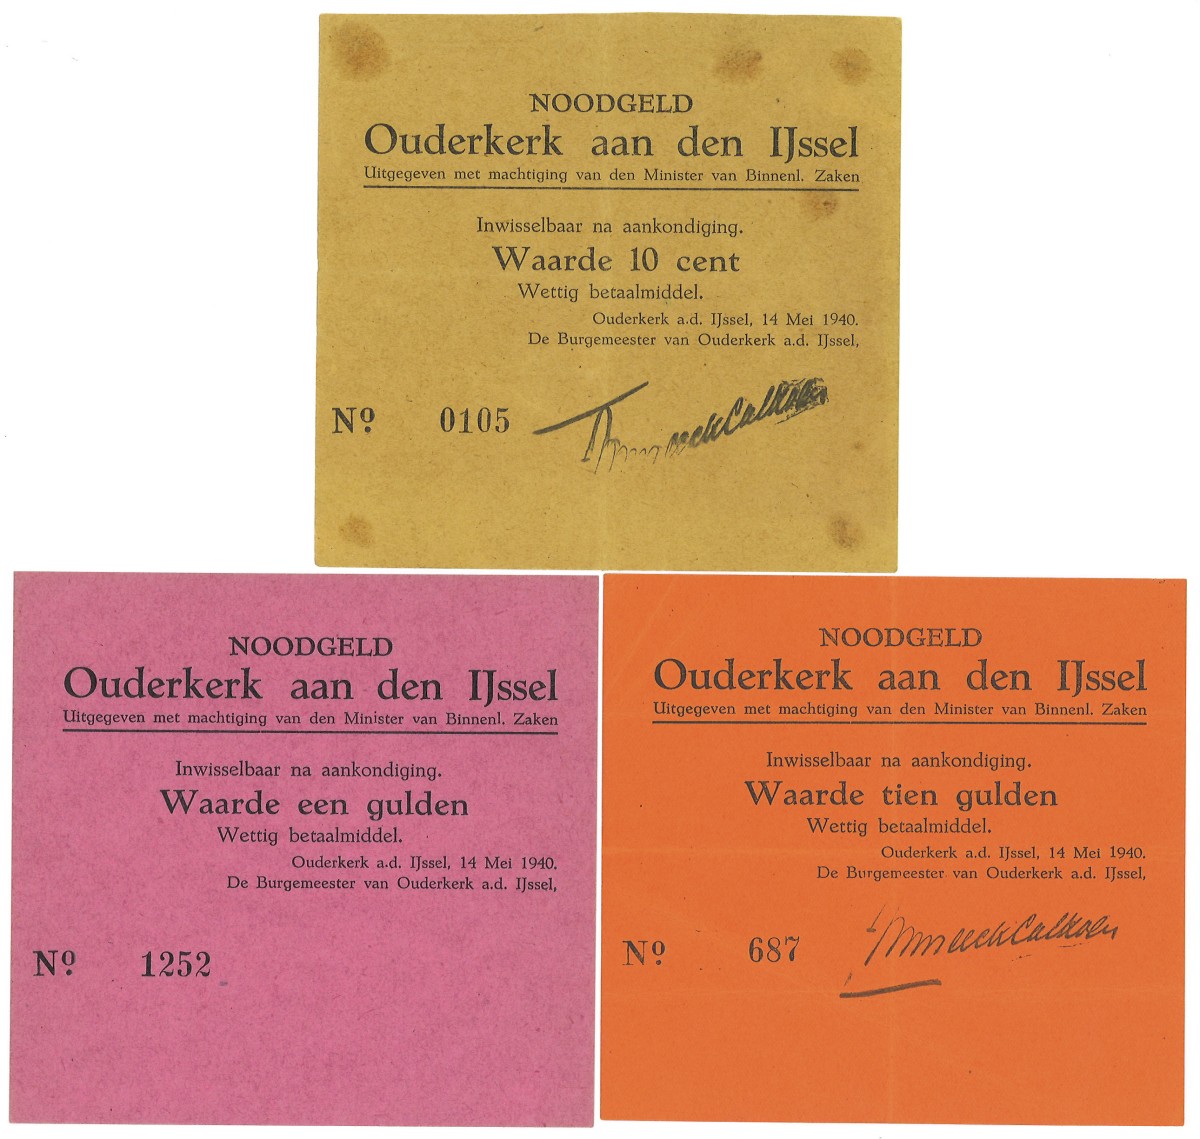 NOODGELD
Ouderkerk aan den IJssel
Uitgegeven met machtiging van den Minister van Binnenl. Zaken
Inwisselbaar na aankondiging.
Waarde 10 cent
Wettig betaalmiddel.
Ouderkerk a.d. IJssel, 14 Mei 1940.
De Burgemeester van Ouderkerk a.d. IJssel,
Nº 0105
NOODGELD
Ouderkerk aan den IJssel
Uitgegeven met machtiging van den Minister van Binnenl. Zaken
Inwisselbaar na aankondiging.
Waarde een gulden
Wettig betaalmiddel.
Ouderkerk a.d. IJssel, 14 Mei 1940.
De Burgemeester van Ouderkerk a.d. IJssel,
Nº 1252
NOODGELD
Ouderkerk aan den IJssel
Uitgegeven met machtiging van den Minister van Binnenl. Zaken
Inwisselbaar na aankondiging.
Waarde tien gulden
Wettig betaalmiddel.
Ouderkerk a.d. IJssel, 14 Mei 1940.
De Burgemeester van Ouderkerk a.d. IJssel,
Nº 687